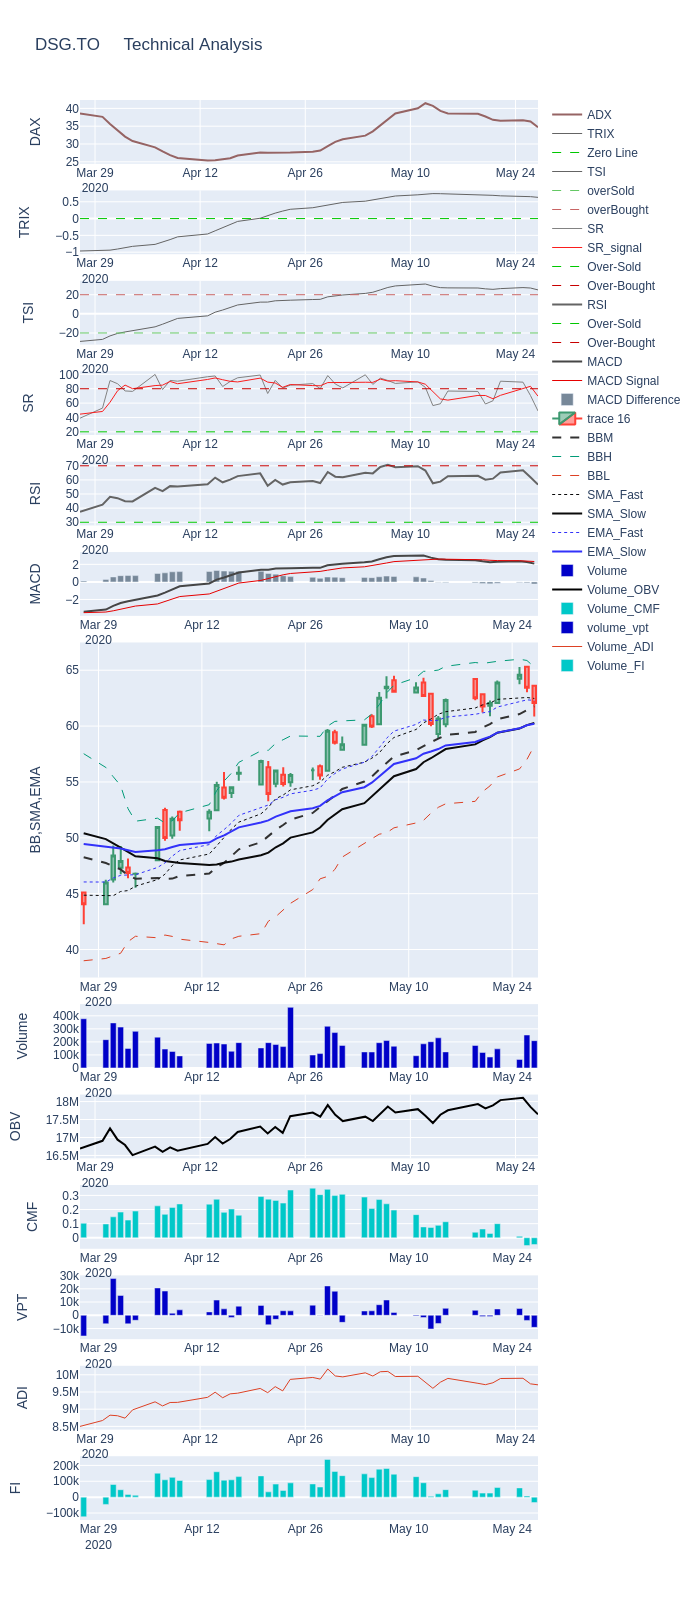 DSG.TO     Technical Analysis
DAX
40
35
30
25
Mar 29
2020
Apr 12
Apr 26
May 10
May 24
TRIX
0.5
0
−0.5
−1
Mar 29
2020
Apr 12
Apr 26
May 10
May 24
TSI
20
0
−20
Mar 29
2020
Apr 12
Apr 26
May 10
May 24
SR
100
80
60
40
20
Mar 29
2020
Apr 12
Apr 26
May 10
May 24
RSI
70
60
50
40
30
Mar 29
2020
Apr 12
Apr 26
May 10
May 24
MACD
2
0
−2
Mar 29
2020
Apr 12
Apr 26
May 10
May 24
BB,SMA,EMA
65
60
55
50
45
40
Mar 29
2020
Apr 12
Apr 26
May 10
May 24
Volume
400k
300k
200k
100k
0
Mar 29
2020
Apr 12
Apr 26
May 10
May 24
OBV
18M
17.5M
17M
16.5M
Mar 29
2020
Apr 12
Apr 26
May 10
May 24
CMF
0.3
0.2
0.1
0
Mar 29
2020
Apr 12
Apr 26
May 10
May 24
VPT
30k
20k
10k
0
−10k
Mar 29
2020
Apr 12
Apr 26
May 10
May 24
ADI
10M
9.5M
9M
8.5M
Mar 29
2020
Apr 12
Apr 26
May 10
May 24
FI
200k
100k
0
−100k
Mar 29
2020
Apr 12
Apr 26
May 10
May 24
ADX
TRIX
Zero Line
TSI
overSold
overBought
SR
SR_signal
Over-Sold
Over-Bought
RSI
Over-Sold
Over-Bought
MACD
MACD Signal
MACD Difference
trace 16
BBM
BBH
BBL
SMA_Fast
SMA_Slow
EMA_Fast
EMA_Slow
Volume
Volume_OBV
Volume_CMF
volume_vpt
Volume_ADI
Volume_FI